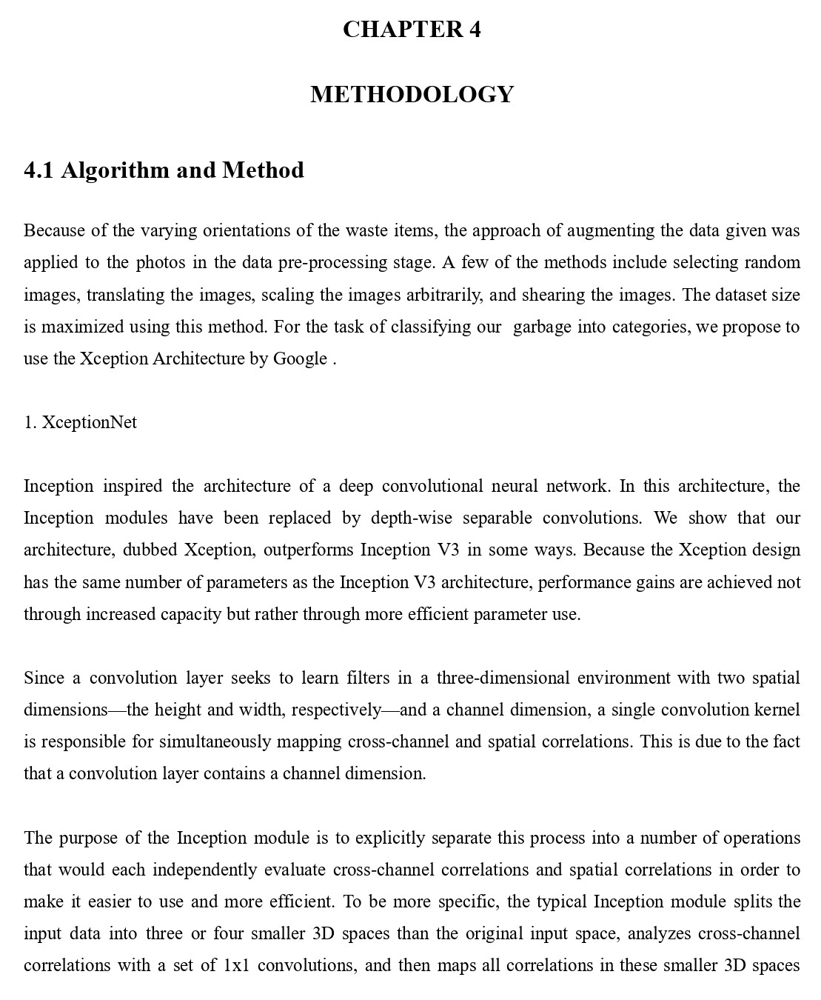 CHAPTER 4
METHODOLOGY
4.1 Algorithm and Method
Because of the varying orientations of the waste items, the approach of augmenting the data given was
applied to the photos in the data pre-processing stage. A few of the methods include selecting random
images, translating the images, scaling the images arbitrarily, and shearing the images. The dataset size
is maximized using this method. For the task of classifying our  garbage into categories, we propose to
use the Xception Architecture by Google .
1. XceptionNet
Inception inspired the architecture of a deep convolutional neural network. In this architecture, the
Inception modules have been replaced by depth-wise separable convolutions. We show that our
architecture, dubbed Xception, outperforms Inception V3 in some ways. Because the Xception design
has the same number of parameters as the Inception V3 architecture, performance gains are achieved not
through increased capacity but rather through more efficient parameter use.
Since a convolution layer seeks to learn filters in a three-dimensional environment with two spatial
dimensions—the height and width, respectively—and a channel dimension, a single convolution kernel
is responsible for simultaneously mapping cross-channel and spatial correlations. This is due to the fact
that a convolution layer contains a channel dimension.
The purpose of the Inception module is to explicitly separate this process into a number of operations
that would each independently evaluate cross-channel correlations and spatial correlations in order to
make it easier to use and more efficient. To be more specific, the typical Inception module splits the
input data into three or four smaller 3D spaces than the original input space, analyzes cross-channel
correlations with a set of 1x1 convolutions, and then maps all correlations in these smaller 3D spaces